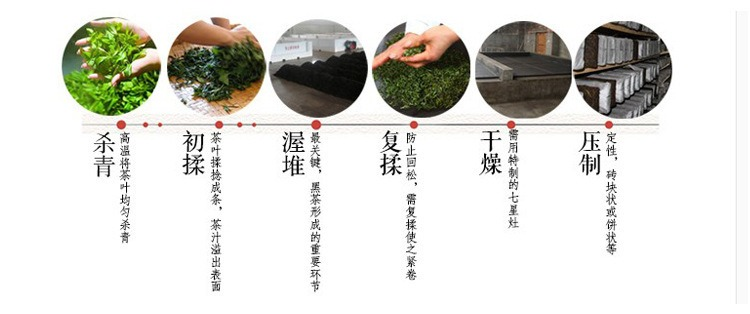 杀青
高温将茶叶均匀杀青
初揉
茶叶揉捻成条，茶汁溢出表面
渥堆
最关键，黑茶形成的重要环节
复揉
防止回松，需复揉使之紧卷
干燥
需用特制的七星灶
压制
定性，砖块状或饼状等